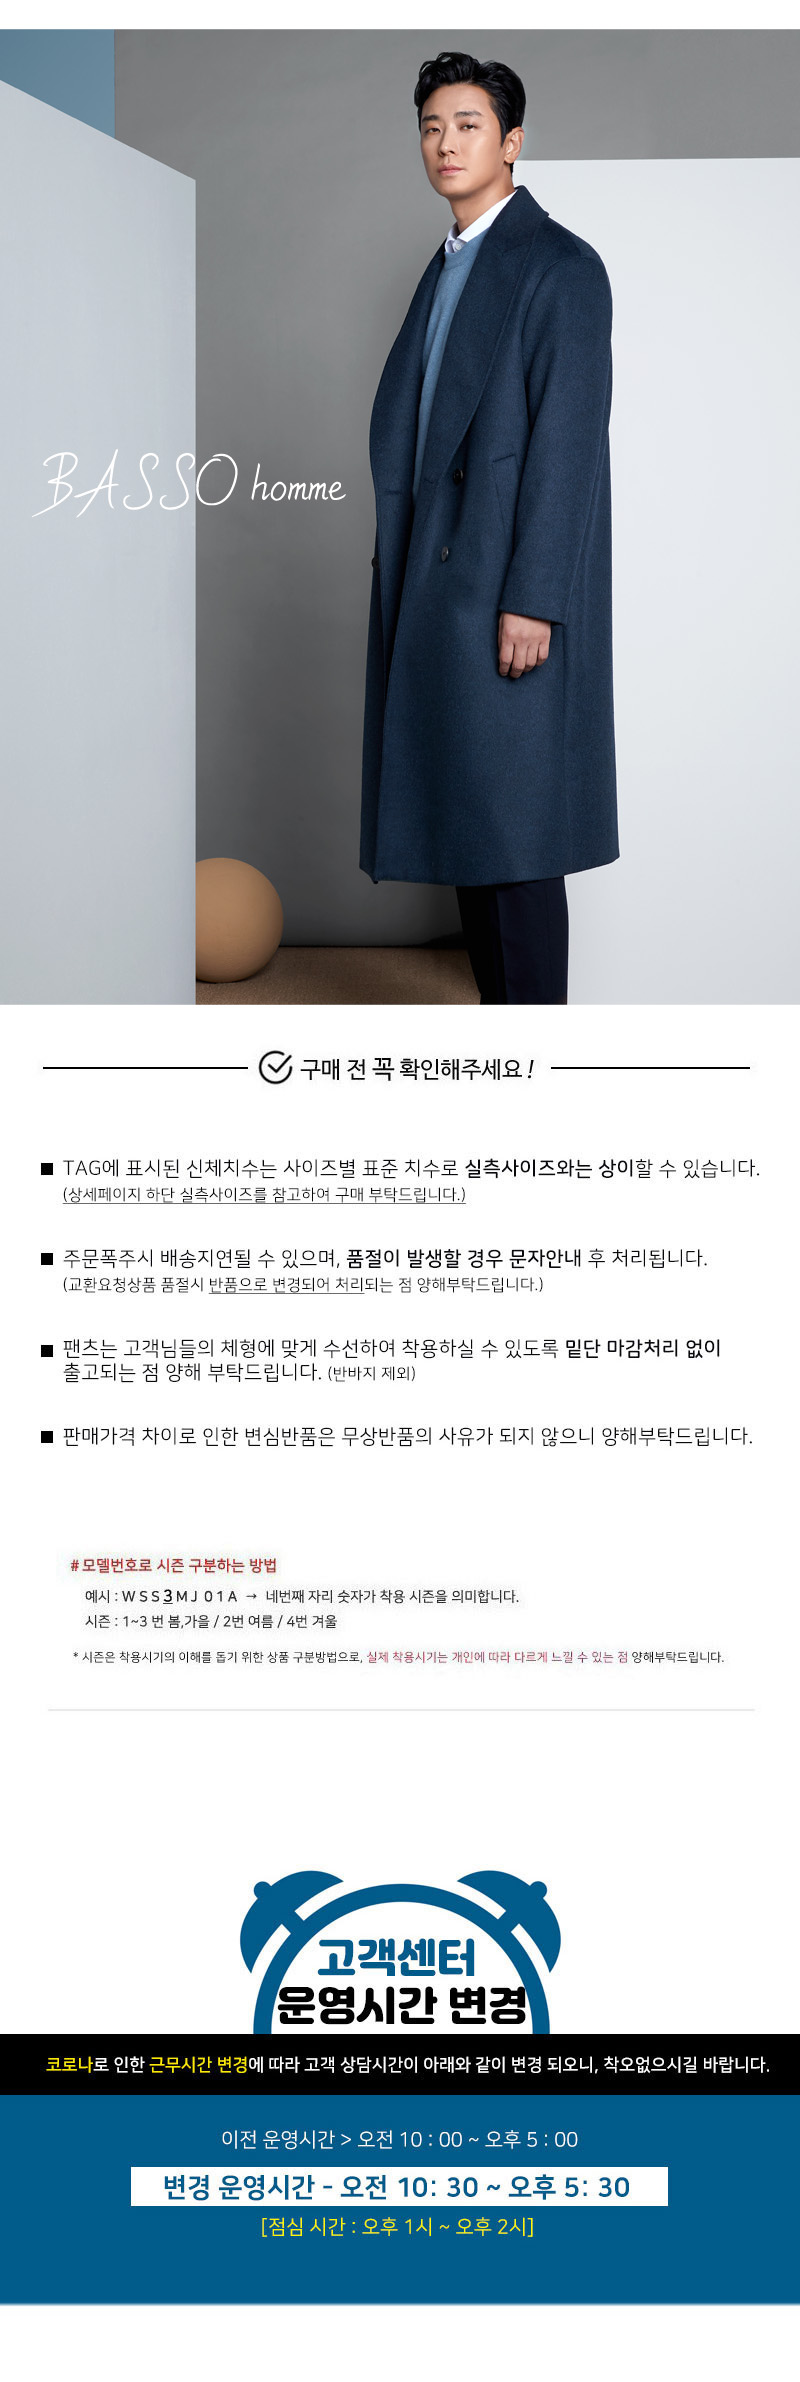 BASSO homme
구매 전 꼭 확인해주세요 !
■ TAG에 표시된 신체치수는 사이즈별 표준 치수로 실측사이즈와는 상이할 수 있습니다.
(상세페이지 하단 실측사이즈를 참고하여 구매 부탁드립니다.)
■ 주문폭주시 배송지연될 수 있으며, 품절이 발생할 경우 문자안내 후 처리됩니다.
(교환요청상품 품절시 반품으로 변경되어 처리되는 점 양해부탁드립니다.)
■ 팬츠는 고객님들의 체형에 맞게 수선하여 착용하실 수 있도록 밑단 마감처리 없이
출고되는 점 양해 부탁드립니다. (반바지 제외)
■ 판매가격 차이로 인한 변심반품은 무상반품의 사유가 되지 않으니 양해부탁드립니다.
# 모델번호로 시즌 구분하는 방법
예시 : W S S 3 M J 0 1 A → 네번째 자리 숫자가 착용 시즌을 의미합니다.
시즌 : 1~3 번 봄,가을 / 2번 여름 / 4번 겨울
* 시즌은 착용시기의 이해를 돕기 위한 상품 구분방법으로, 실제 착용시기는 개인에 따라 다르게 느낄 수 있는 점 양해부탁드립니다.
고객센터
운영시간 변경
코로나로 인한 근무시간 변경에 따라 고객 상담시간이 아래와 같이 변경 되오니, 착오없으시길 바랍니다.
이전 운영시간 > 오전 10 : 00 ~ 오후 5 : 00
변경 운영시간 - 오전 10: 30 ~ 오후 5: 30
[점심 시간 : 오후 1시 ~ 오후 2시]